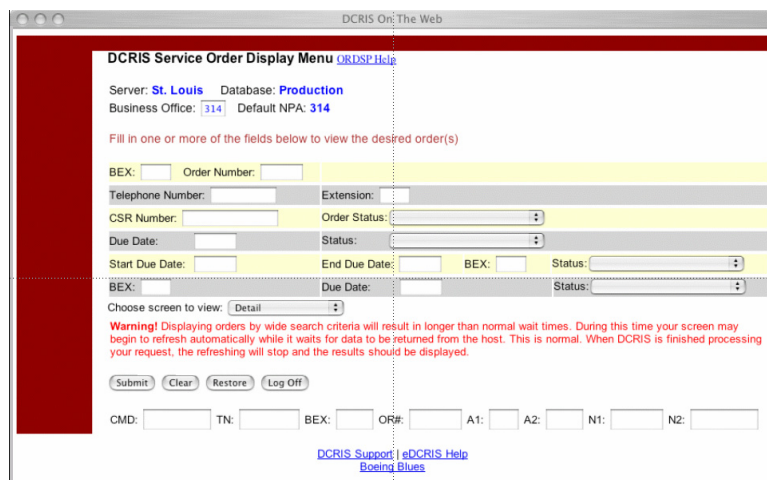 DCRIS On The Web
DCRIS Service Order Display Menu ORDSP Help
Server: St. Louis Database: Production
Business Office: 314 Default NPA: 314
Fill in one or more of the fields below to view the desired order(s)
BEX: Order Number:
Telephone Number: Extension:
CSR Number: Order Status:
Due Date: Status:
Start Due Date: End Due Date: BEX: Status:
BEX: Due Date: Status:
Choose screen to view: Detail
Warning! Displaying orders by wide search criteria will result in longer than normal wait times. During this time your screen may
begin to refresh automatically while it waits for data to be returned from the host. This is normal. When DCRIS is finished processing
your request, the refreshing will stop and the results should be displayed.
Submit Clear Restore Log Off
CMD: TN: BEX: OR#: A1: A2: N1: N2:
DCRIS Support | eDCRIS Help
Boeing Blues